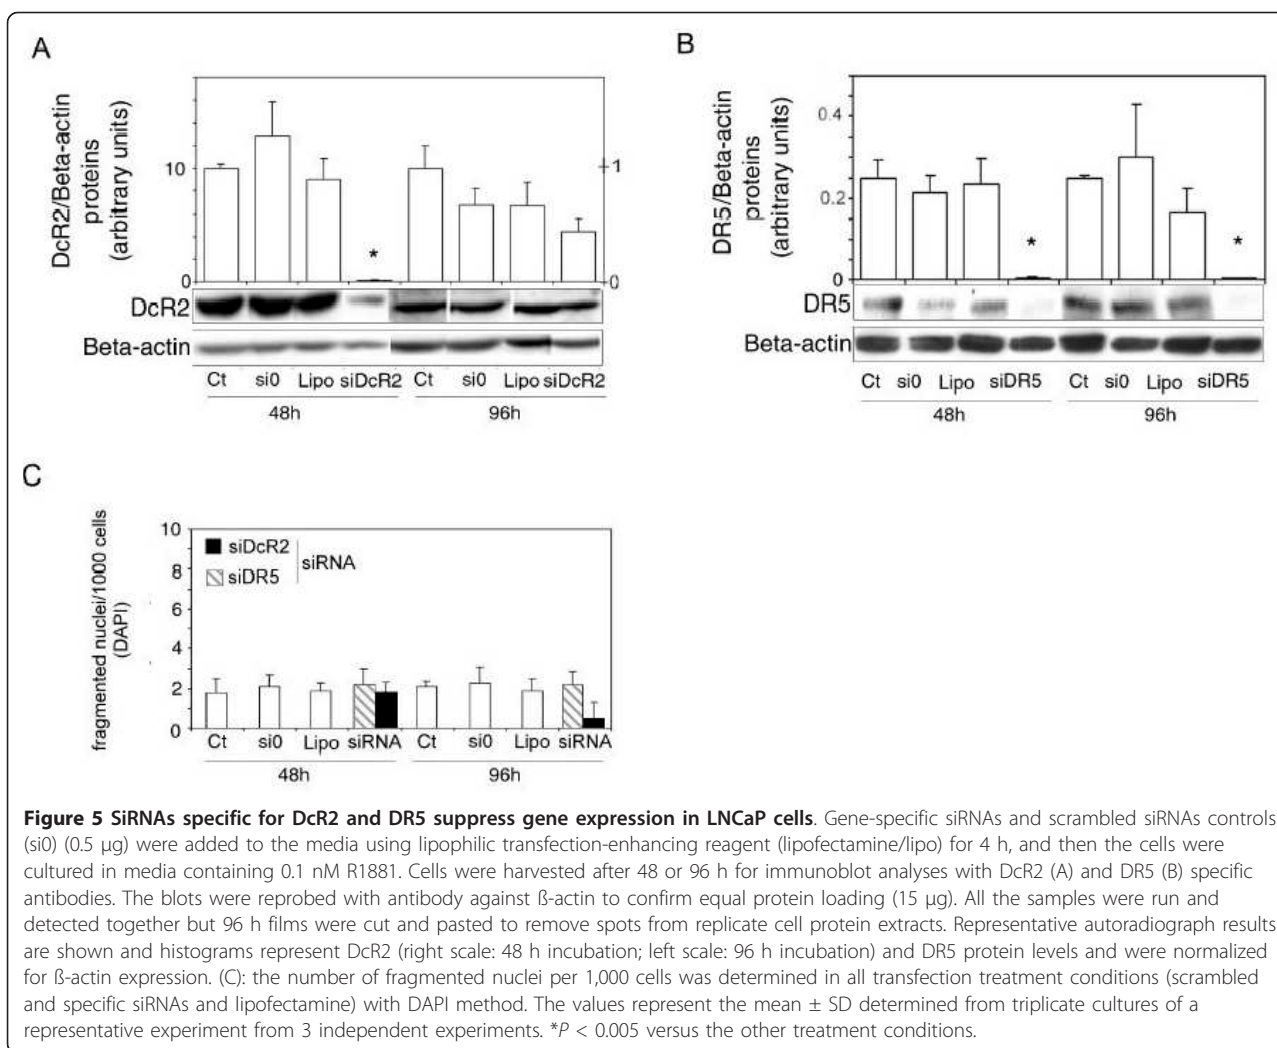 A
DcR2/Beta-actin
proteins
(arbitrary units)
10
0
1
0
*
DcR2
Beta-actin
Ct si0 Lipo siDcR2 Ct si0 Lipo siDcR2
48h 96h
B
DR5/Beta-actin
proteins
(arbitrary units)
0.4
0.2
0
* *
DR5
Beta-actin
Ct si0 Lipo siDR5 Ct si0 Lipo siDR5
48h 96h
C
fragmented nuclei/1000 cells
(DAPI)
10
8
6
4
2
0
siDcR2
siDR5
siRNA
Ct si0 Lipo siRNA Ct si0 Lipo siRNA
48h 96h
Figure 5 SiRNAs specific for DcR2 and DR5 suppress gene expression in LNCaP cells. Gene-specific siRNAs and scrambled siRNAs controls
(si0) (0.5 μg) were added to the media using lipophilic transfection-enhancing reagent (lipofectamine/lipo) for 4 h, and then the cells were
cultured in media containing 0.1 nM R1881. Cells were harvested after 48 or 96 h for immunoblot analyses with DcR2 (A) and DR5 (B) specific
antibodies. The blots were reprobed with antibody against ß-actin to confirm equal protein loading (15 μg). All the samples were run and
detected together but 96 h films were cut and pasted to remove spots from replicate cell protein extracts. Representative autoradiograph results
are shown and histograms represent DcR2 (right scale: 48 h incubation; left scale: 96 h incubation) and DR5 protein levels and were normalized
for ß-actin expression. (C): the number of fragmented nuclei per 1,000 cells was determined in all transfection treatment conditions (scrambled
and specific siRNAs and lipofectamine) with DAPI method. The values represent the mean ± SD determined from triplicate cultures of a
representative experiment from 3 independent experiments. *P < 0.005 versus the other treatment conditions.